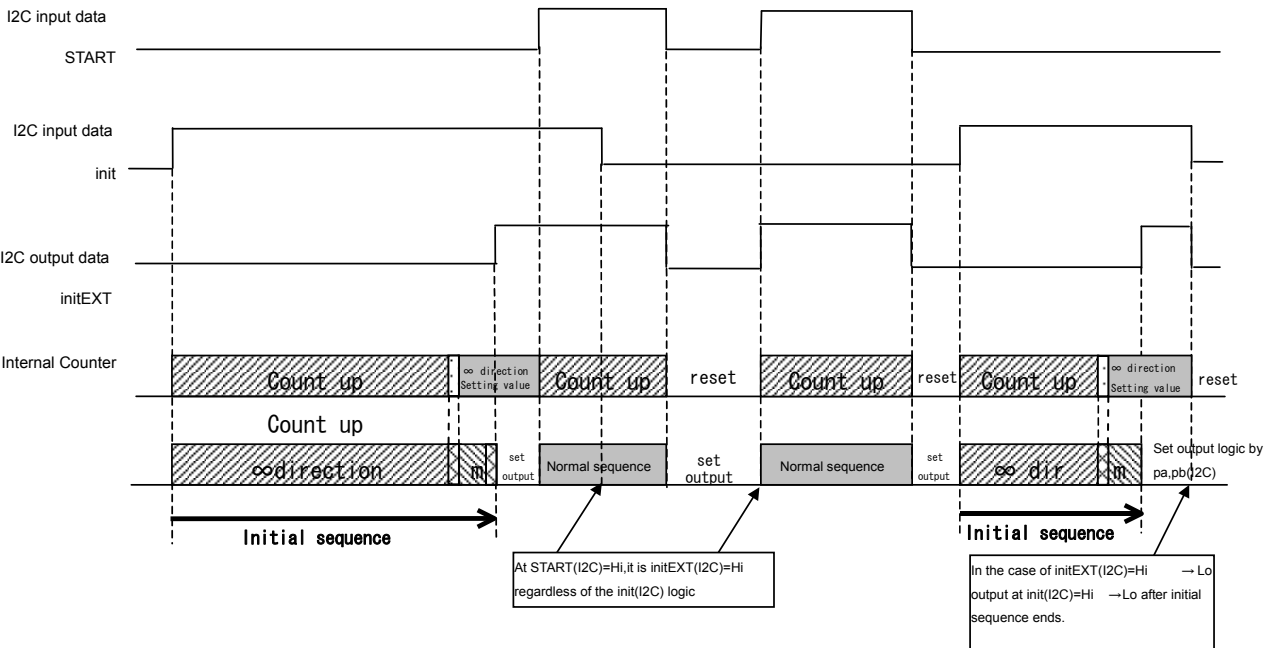 I2C input data
START
I2C input data
init
I2C output data
initEXT
Internal Counter
Count up
∞ direction
Setting value
Count up
reset
Count up
reset
Count up
∞ direction
Setting value
reset
Count up
∞direction
m
set
output
Normal sequence
set
output
Normal sequence
set
output
∞ dir
m
Set output logic by
pa,pb(I2C)
Initial sequence
Initial sequence
At START(I2C)=Hi,it is initEXT(I2C)=Hi
regardless of the init(I2C) logic
In the case of initEXT(I2C)=Hi →Lo
output at init(I2C)=Hi →Lo after initial
sequence ends.